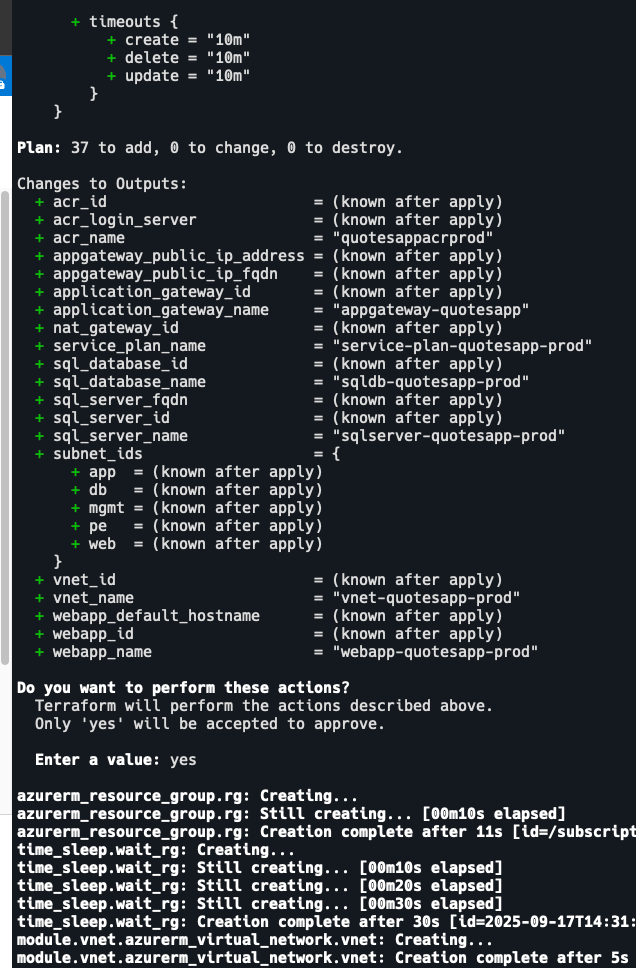 + timeouts {
+ create = "10m"
+ delete = "10m"
+ update = "10m"
}
}
Plan: 37 to add, 0 to change, 0 to destroy.
Changes to Outputs:
+ acr_id = (known after apply)
+ acr_login_server = (known after apply)
+ acr_name = "quotesappacrprod"
+ appgateway_public_ip_address = (known after apply)
+ appgateway_public_ip_fqdn = (known after apply)
+ application_gateway_id = (known after apply)
+ application_gateway_name = "appgateway-quotesapp"
+ nat_gateway_id = (known after apply)
+ service_plan_name = "service-plan-quotesapp-prod"
+ sql_database_id = (known after apply)
+ sql_database_name = "sqldb-quotesapp-prod"
+ sql_server_fqdn = (known after apply)
+ sql_server_id = (known after apply)
+ sql_server_name = "sqlserver-quotesapp-prod"
+ subnet_ids = {
+ app = (known after apply)
+ db = (known after apply)
+ mgmt = (known after apply)
+ pe = (known after apply)
+ web = (known after apply)
}
+ vnet_id = (known after apply)
+ vnet_name = "vnet-quotesapp-prod"
+ webapp_default_hostname = (known after apply)
+ webapp_id = (known after apply)
+ webapp_name = "webapp-quotesapp-prod"
Do you want to perform these actions?
Terraform will perform the actions described above.
Only 'yes' will be accepted to approve.
Enter a value: yes
azurerm_resource_group.rg: Creating...
azurerm_resource_group.rg: Still creating... [00m10s elapsed]
azurerm_resource_group.rg: Creation complete after 11s [id=/subscript
time_sleep.wait_rg: Creating...
time_sleep.wait_rg: Still creating... [00m10s elapsed]
time_sleep.wait_rg: Still creating... [00m20s elapsed]
time_sleep.wait_rg: Still creating... [00m30s elapsed]
time_sleep.wait_rg: Creation complete after 30s [id=2025-09-17T14:31:
module.vnet.azurerm_virtual_network.vnet: Creating...
module.vnet.azurerm_virtual_network.vnet: Creation complete after 5s